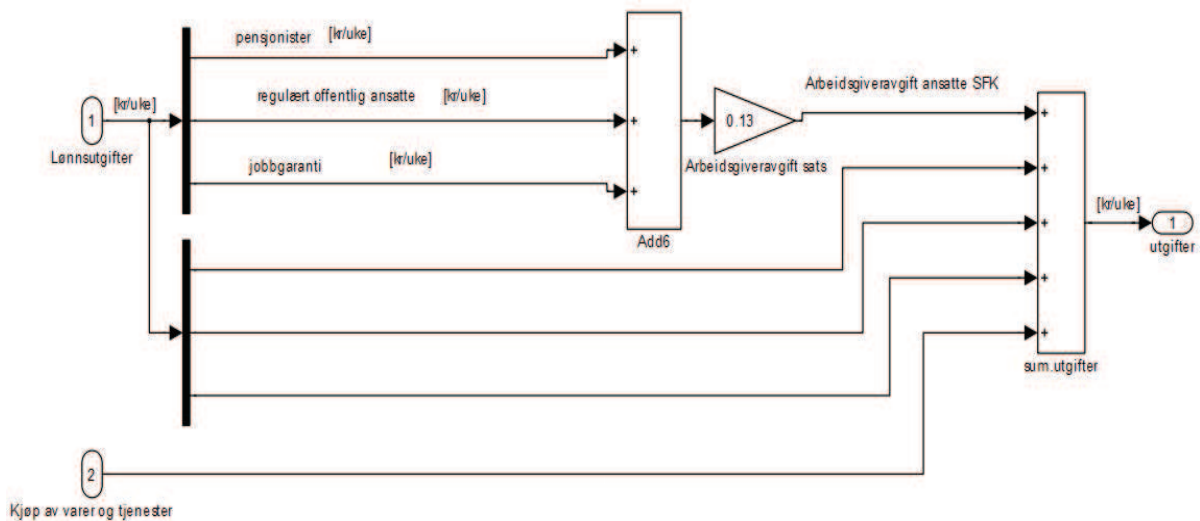 pensjonister [kr/uke]
regulært offentlig ansatte [kr/uke]
jobbgaranti [kr/uke]
[kr/uke]
1
Lønnsutgifter
+
+
+
Add6
0.13
Arbeidsgiveravgift sats
Arbeidsgiveravgift ansatte SFK
+
+
+
+
+
sum.utgifter
[kr/uke]
1
utgifter
2
Kjøp av varer og tjenester